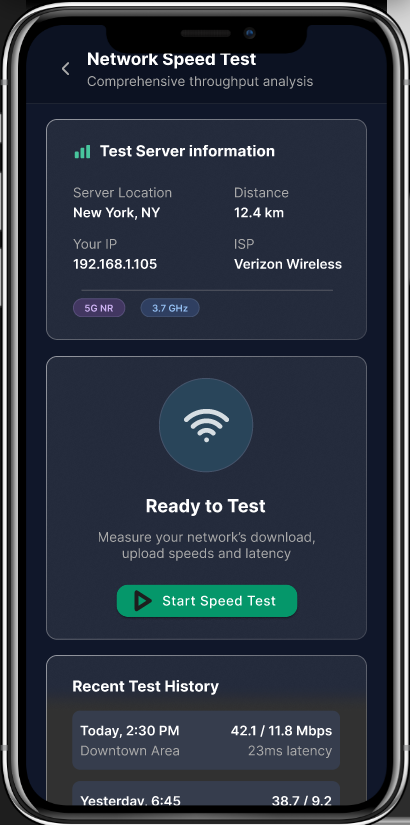 Network Speed Test
Comprehensive throughput analysis
Test Server information
Server Location
Distance
New York, NY
12.4 km
Your IP
ISP
192.168.1.105
Verizon Wireless
5G NR
3.7 GHz
Ready to Test
Measure your network's download,
upload speeds and latency
Start Speed Test
Recent Test History
Today, 2:30 PM
42.1 / 11.8 Mbps
Downtown Area
23ms latency
Yesterday, 6:45
38.7 / 9.2